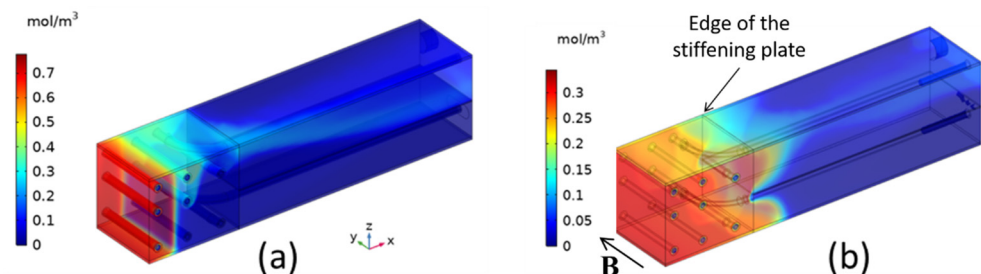 mol/m³
0.7
0.6
0.5
0.4
0.3
0.2
0.1
0
(a)
y z x
Edge of the
stiffening plate
mol/m³
0.3
0.25
0.2
0.15
0.1
0.05
0
B
(b)